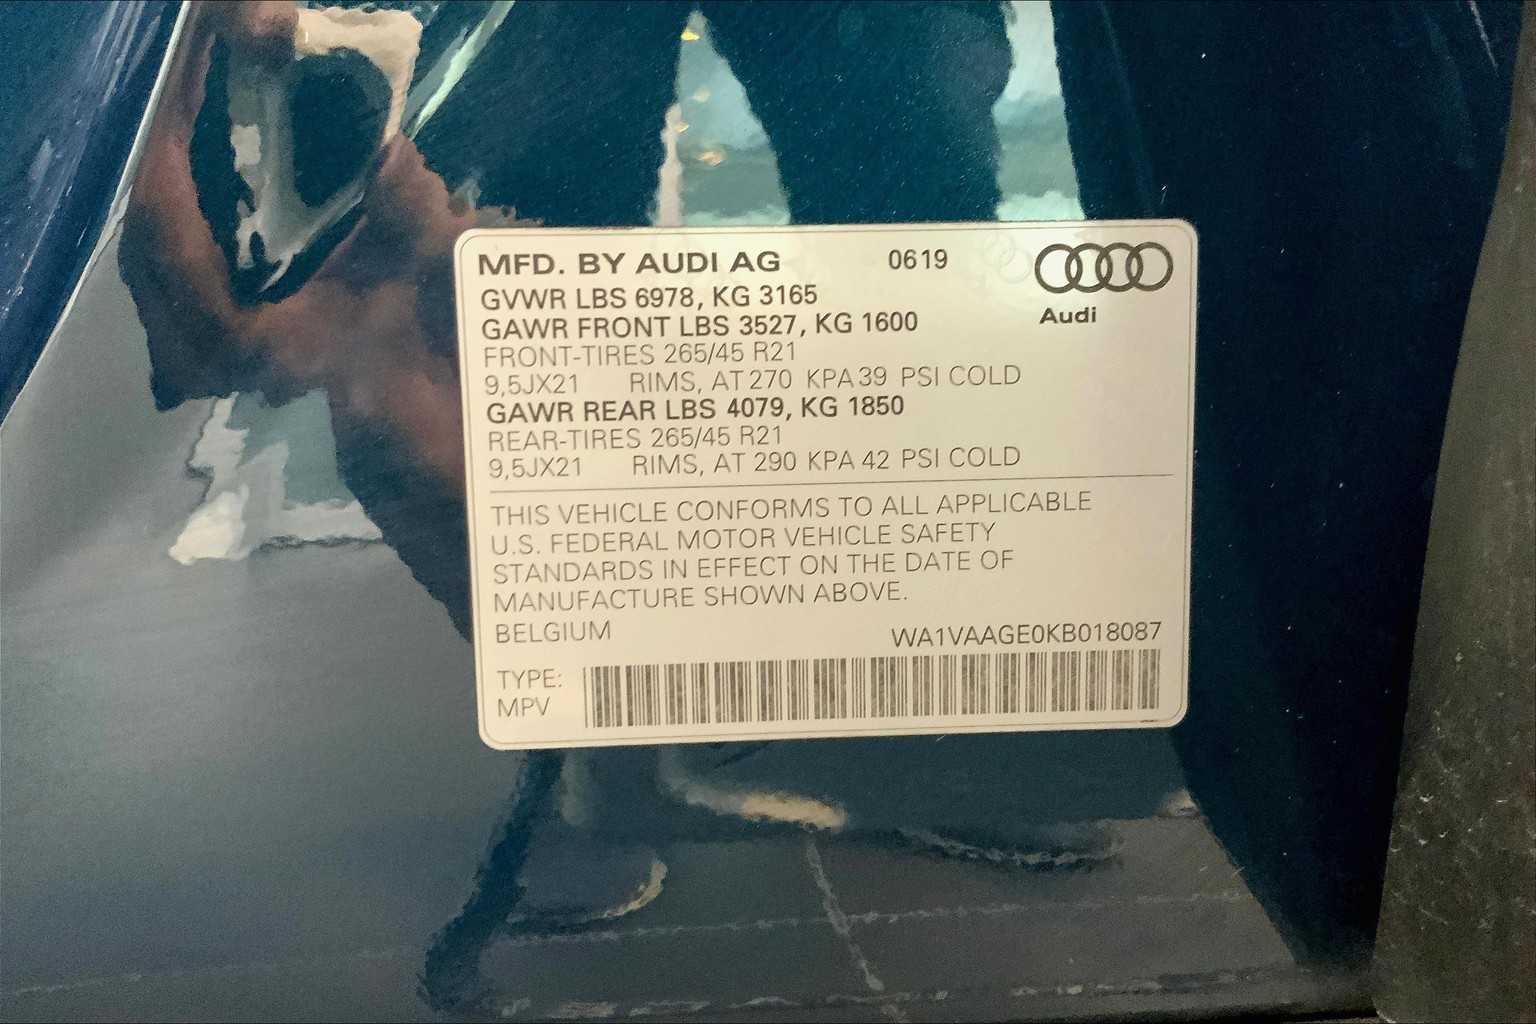 MFD. BY AUDI AG 0619
GVWR LBS 6978, KG 3165
GAWR FRONT LBS 3527, KG 1600
Audi
FRONT-TIRES 265/45 R21
9,5JX21 RIMS, AT 270 KPA 39 PSI COLD
GAWR REAR LBS 4079, KG 1850
REAR-TIRES 265/45 R21
9,5JX21 RIMS, AT 290 KPA 42 PSI COLD
THIS VEHICLE CONFORMS TO ALL APPLICABLE
U.S. FEDERAL MOTOR VEHICLE SAFETY
STANDARDS IN EFFECT ON THE DATE OF
MANUFACTURE SHOWN ABOVE.
BELGIUM WA1VAAGE0KB018087
TYPE:
MPV